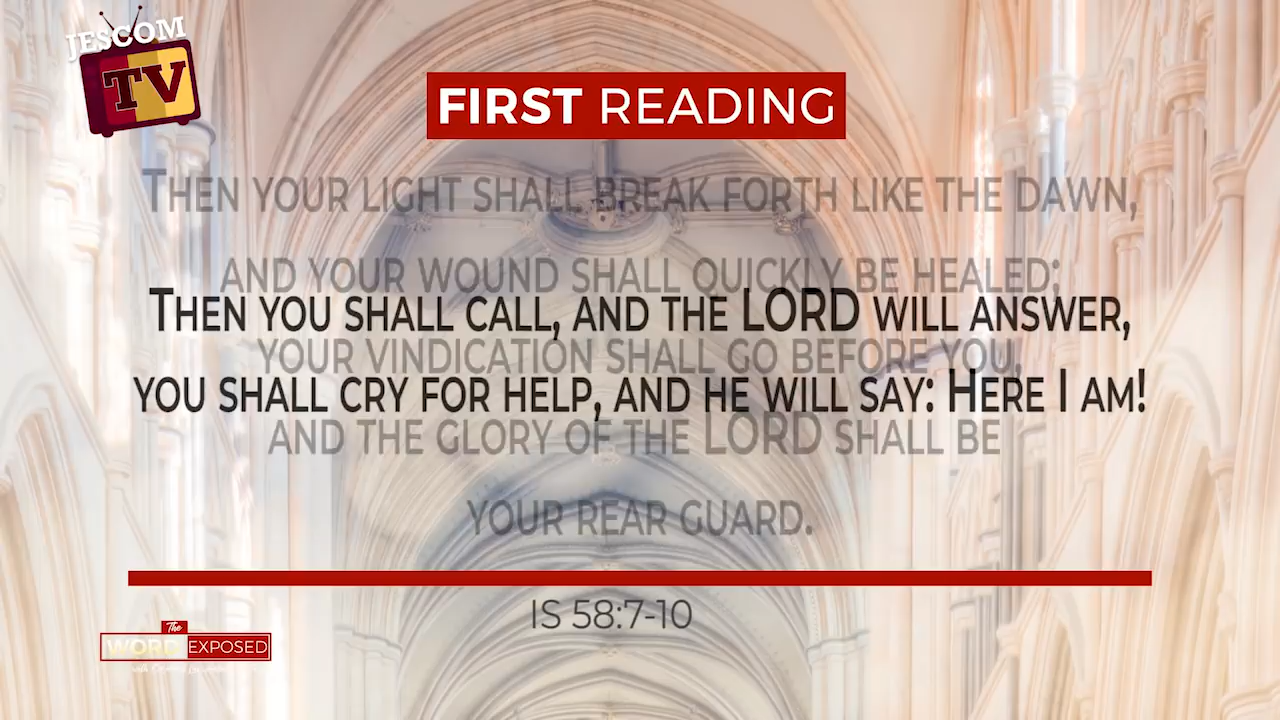 JESCOM
TV
FIRST READING
THEN YOUR LIGHT SHALL BREAK FORTH LIKE THE DAWN,
AND YOUR WOUND SHALL QUICKLY BE HEALED;
THEN YOU SHALL CALL, AND THE LORD WILL ANSWER,
YOUR VINDICATION SHALL GO BEFORE YOU,
YOU SHALL CRY FOR HELP, AND HE WILL SAY: HERE I AM!
AND THE GLORY OF THE LORD SHALL BE
YOUR REAR GUARD.
IS 58:7-10
The
WORD EXPOSED